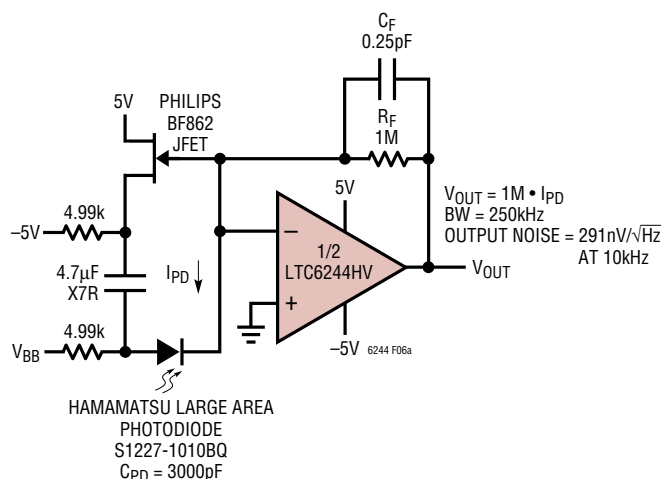 CF
0.25pF
RF
1M
5V
PHILIPS
BF862
JFET
4.99k
–5V
4.7µF
X7R
IPD ↓
4.99k
VBB
5V
–
1/2
LTC6244HV
+
–5V
6244 F06a
VOUT
VOUT = 1M • IPD
BW = 250kHz
OUTPUT NOISE = 291nV/√Hz
AT 10kHz
HAMAMATSU LARGE AREA
PHOTODIODE
S1227-1010BQ
CPD = 3000pF